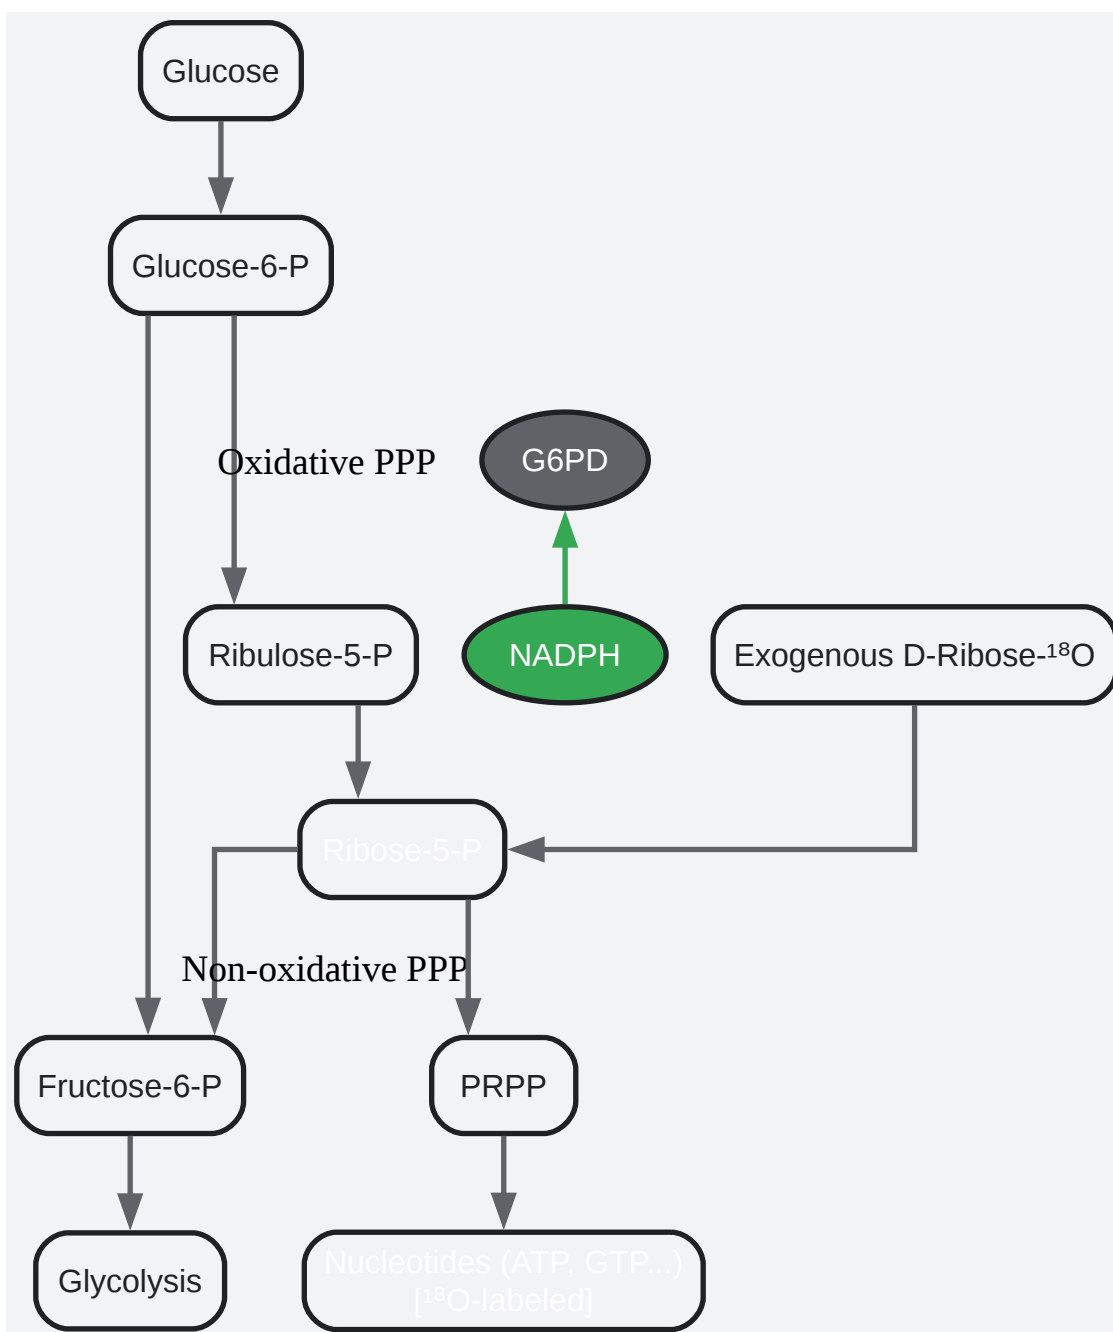 Glucose
Glucose-6-P
Oxidative PPP
G6PD
Ribulose-5-P
NADPH
Exogenous D-Ribose-¹⁸O
Ribose-5-P
Non-oxidative PPP
Fructose-6-P
PRPP
Glycolysis
Nucleotides (ATP, GTP...)
[¹⁸O-labeled]